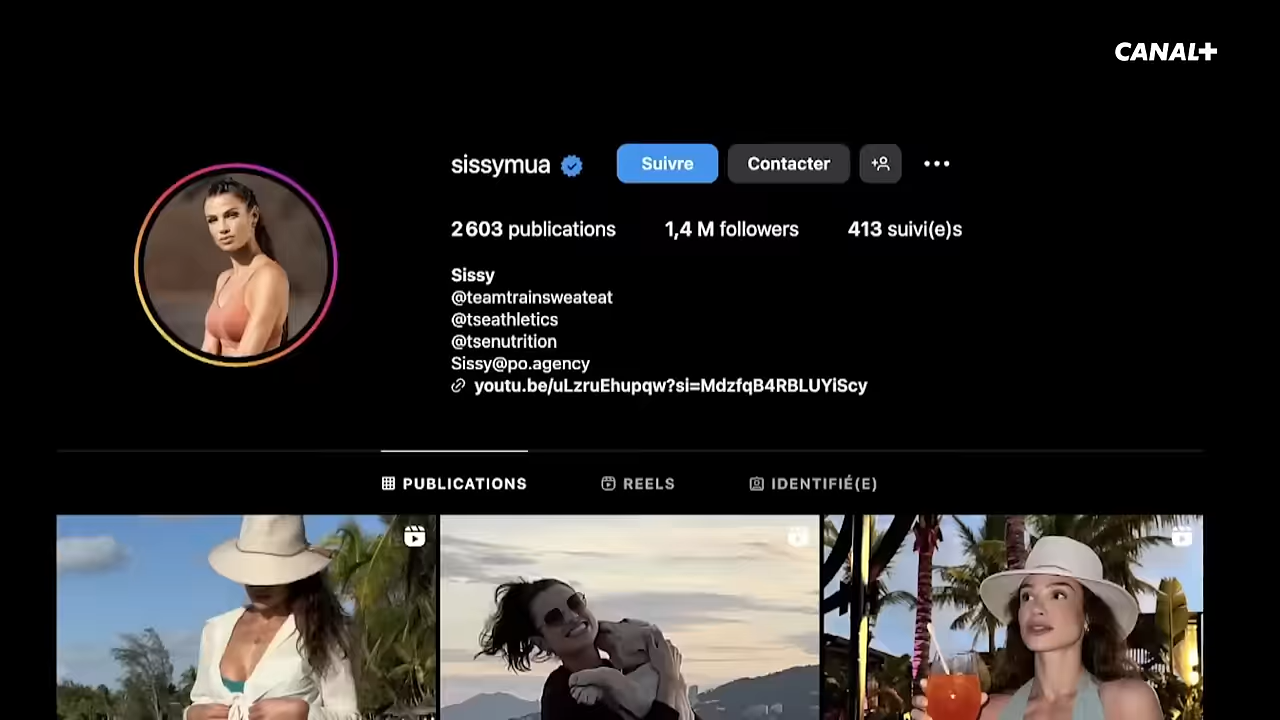 CANAL+
sissymua
Suivre
Contacter
2 603 publications
1,4 M followers
413 suivi(e)s
Sissy
@teamtrainsweateat
@tseathletics
@tsenutrition
Sissy@po.agency
youtu.be/uLzruEhupqw?si=MdzfqB4RBLUYiScy
PUBLICATIONS
REELS
IDENTIFIÉ(E)